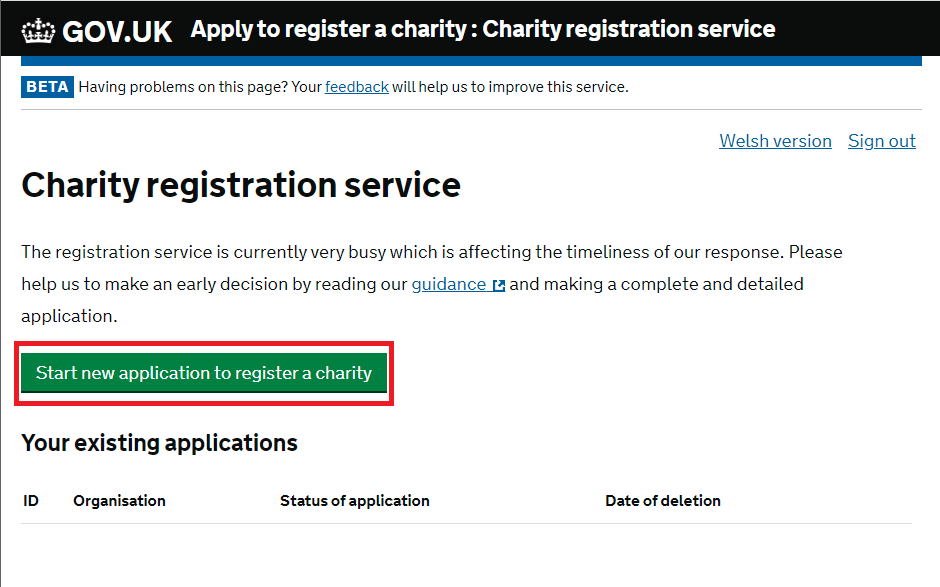 GOV.UK Apply to register a charity : Charity registration service
BETA Having problems on this page? Your feedback will help us to improve this service.
Welsh version Sign out
Charity registration service
The registration service is currently very busy which is affecting the timeliness of our response. Please
help us to make an early decision by reading our guidance and making a complete and detailed
application.
Start new application to register a charity
Your existing applications
ID Organisation Status of application Date of deletion